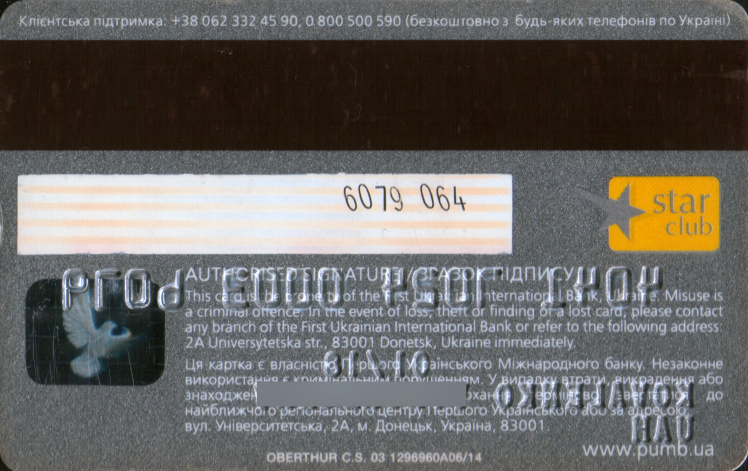 Клієнтська підтримка: +38 062 332 45 90, 0 800 500 590 (безкоштовно з будь-яких телефонів по Україні)
6079 064
star
club
AUTHORISED SIGNATURE / ЗРАЗОК ПІДПИСУ
This card is the property of the First Ukrainian International Bank, Ukraine. Misuse is
a criminal offence. In the event of loss, theft or finding of a lost card, please contact
any branch of the First Ukrainian International Bank or refer to the following address:
2A Universytetska str., 83001 Donetsk, Ukraine immediately.
Ця картка є власністю Першого Українського Міжнародного банку. Незаконне
використання є кримінальним порушенням. У випадку втрати, викрадення або
знаходження до
найближчого регіонального центру Першого Українського або за адресою:
вул. Університетська, 2А, м. Донецьк, Україна, 83001.
KOVALENKO
UAH
www.pumb.ua
OBERTHUR C.S. 03 1296960A06/14